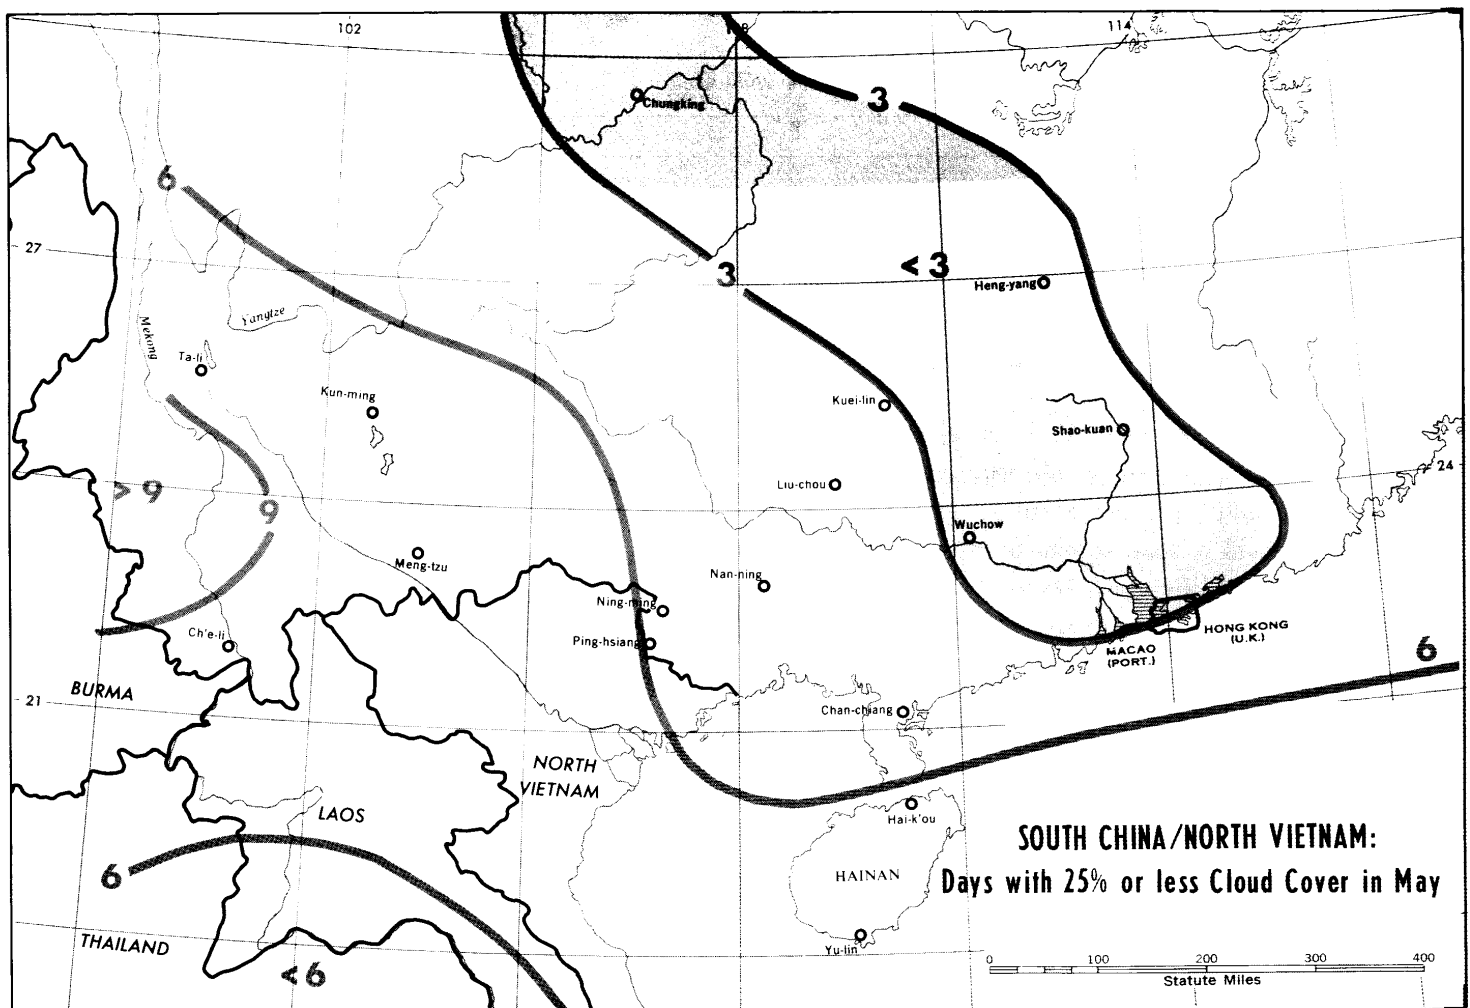 102
108
114
Chungking
3
6
27
3
< 3
Heng-yang
Mekong
Yangtze
Ta-li
Kun-ming
Kuei-lin
Shao-kuan
24
> 9
9
Liu-chou
Wuchow
Meng-tzu
Nan-ning
Ning-ming
Ping-hsiang
Ch'e-li
HONG KONG
(U.K.)
MACAO
(PORT.)
6
BURMA
21
Chan-chiang
NORTH
VIETNAM
LAOS
Hai-k'ou
6
HAINAN
SOUTH CHINA/NORTH VIETNAM:
Days with 25% or less Cloud Cover in May
THAILAND
< 6
Yu-lin
0 100 200 300 400
Statute Miles